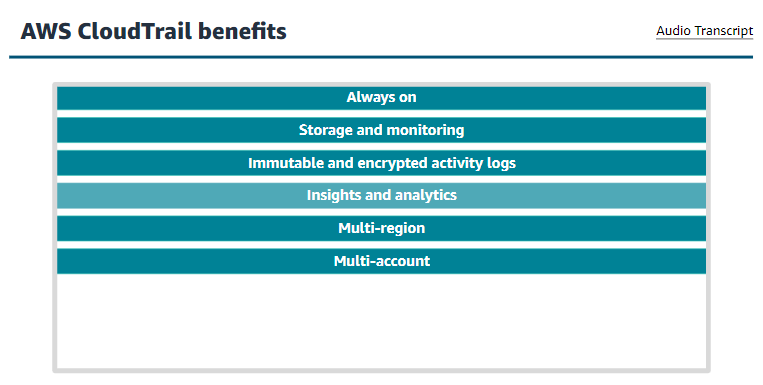 AWS CloudTrail benefits
Audio Transcript
Always on
Storage and monitoring
Immutable and encrypted activity logs
Insights and analytics
Multi-region
Multi-account